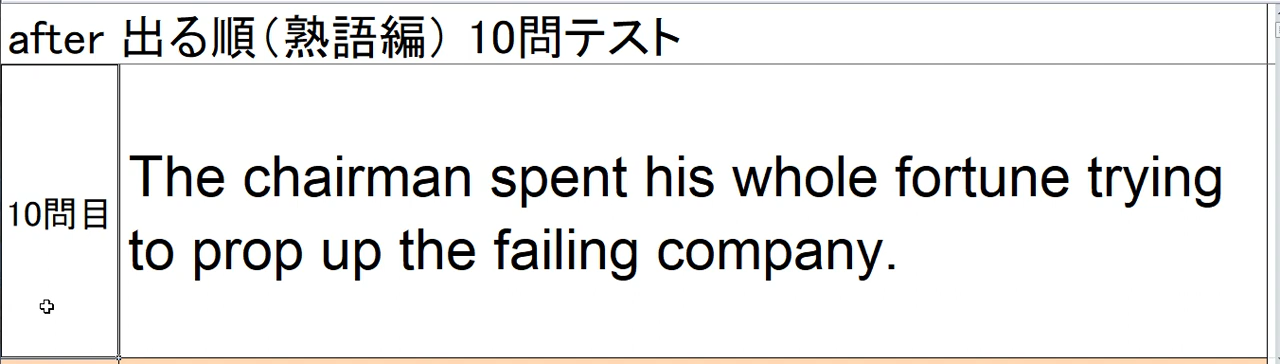 after 出る順（熟語編） 10問テスト
The chairman spent his whole fortune trying
10問目
to prop up the failing company.